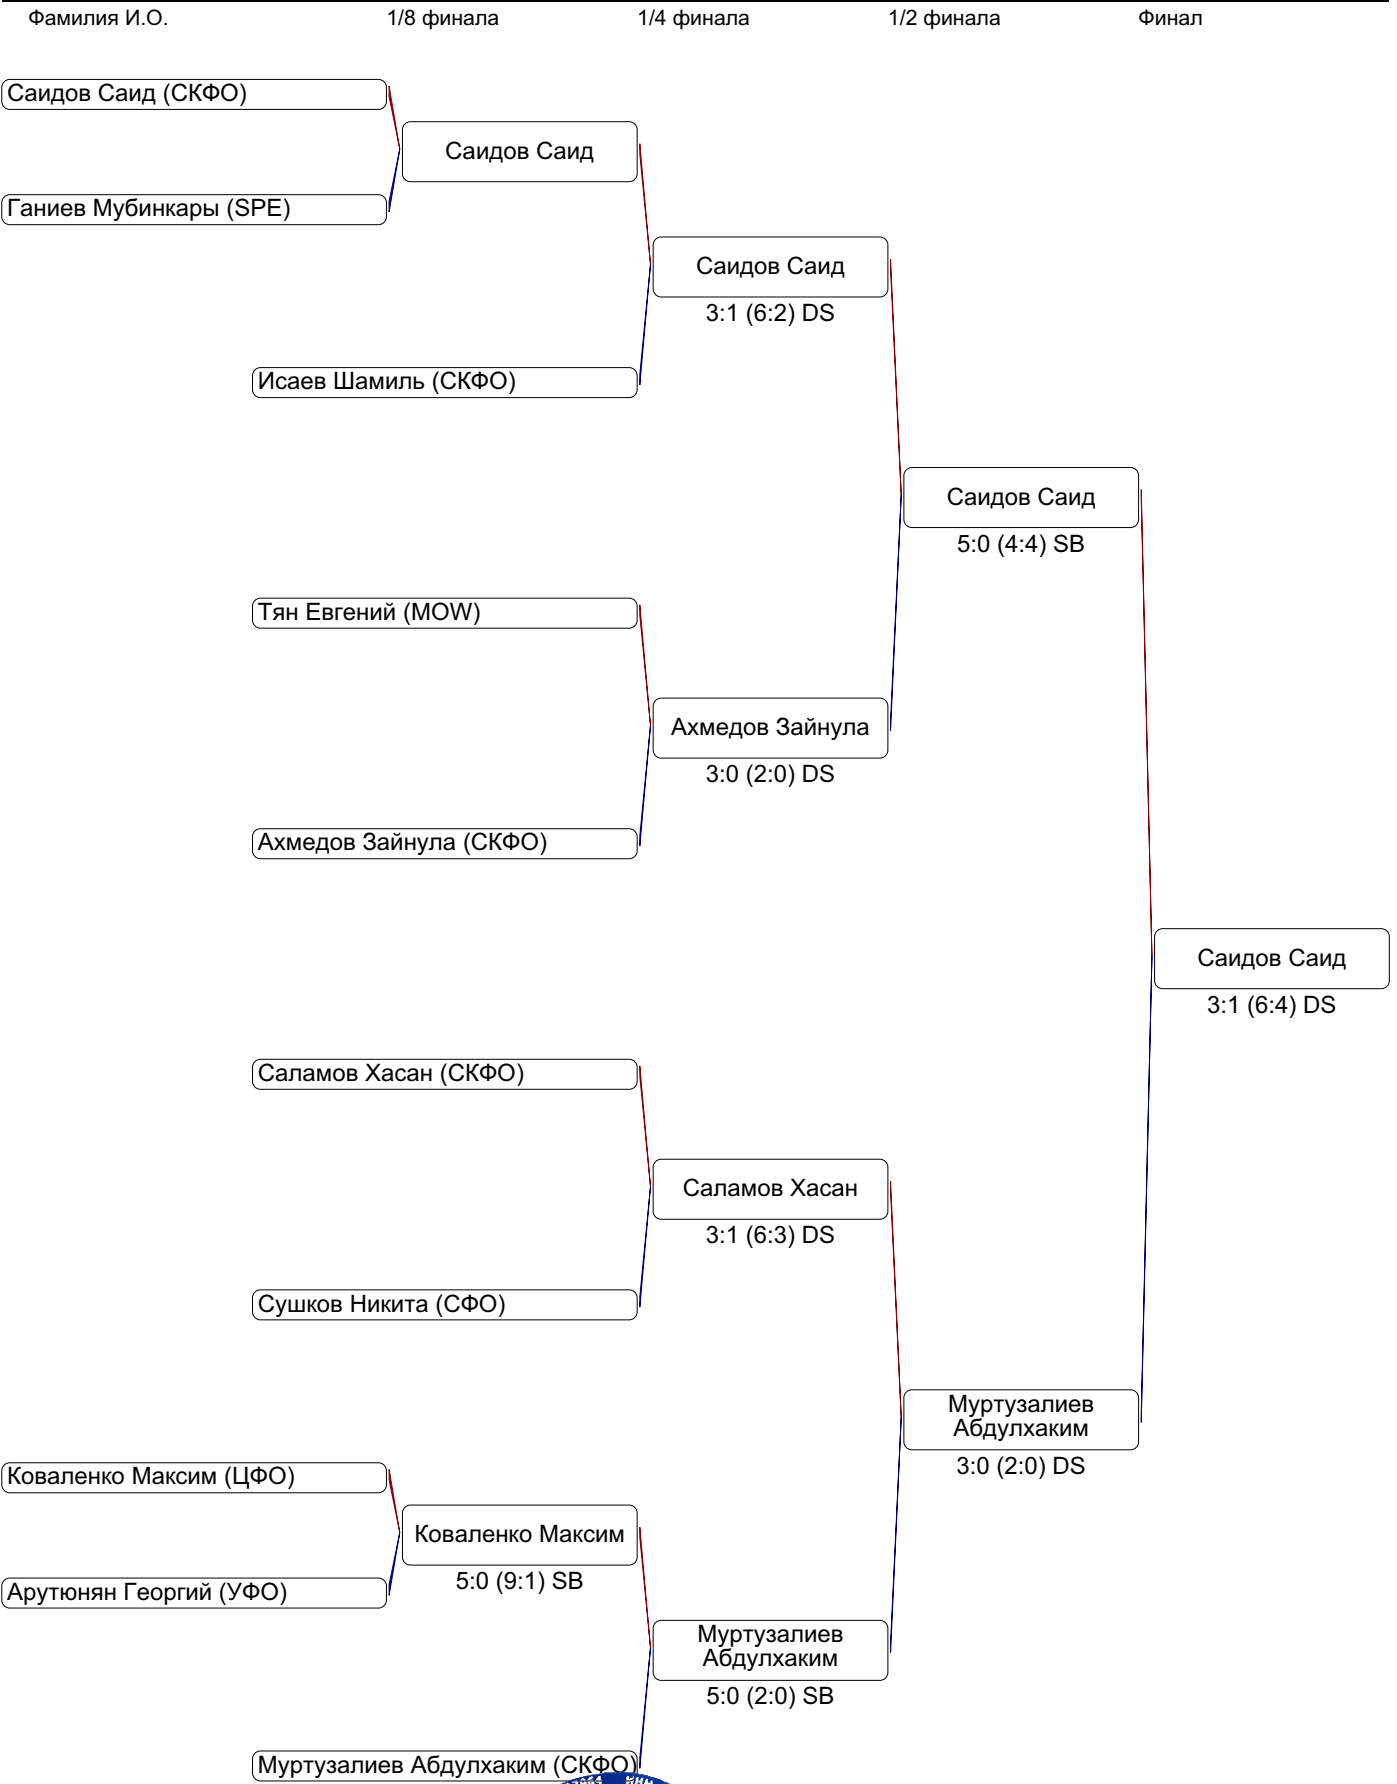 Фамилия И.О. 1/8 финала 1/4 финала 1/2 финала Финал
Саидов Саид (СКФО)
Саидов Саид
Ганиев Мубинкары (SPE)
Саидов Саид
3:1 (6:2) DS
Исаев Шамиль (СКФО)
Саидов Саид
5:0 (4:4) SB
Тян Евгений (MOW)
Ахмедов Зайнула
3:0 (2:0) DS
Ахмедов Зайнула (СКФО)
Саидов Саид
3:1 (6:4) DS
Саламов Хасан (СКФО)
Саламов Хасан
3:1 (6:3) DS
Сушков Никита (СФО)
Муртузалиев
Абдулхаким
3:0 (2:0) DS
Коваленко Максим (ЦФО)
Коваленко Максим
5:0 (9:1) SB
Арутюнян Георгий (УФО)
Муртузалиев
Абдулхаким
5:0 (2:0) SB
Муртузалиев Абдулхаким (СКФО)